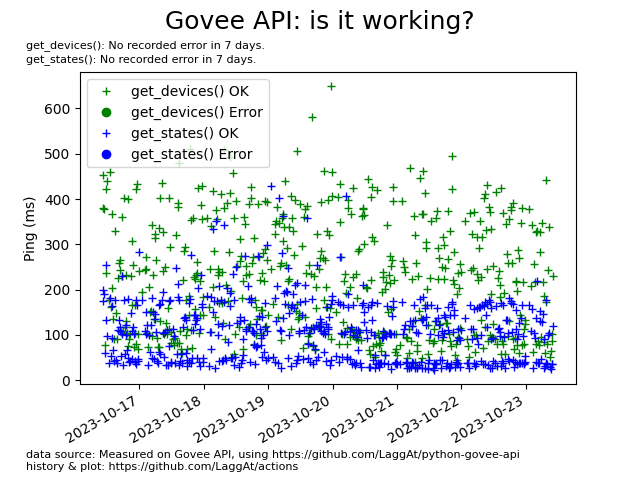 Govee API: is it working?
get_devices(): No recorded error in 7 days.
get_states(): No recorded error in 7 days.
get_devices() OK
get_devices() Error
get_states() OK
get_states() Error
Ping (ms)
600
500
400
300
200
100
0
2023-10-17
2023-10-18
2023-10-19
2023-10-20
2023-10-21
2023-10-22
2023-10-23
data source: Measured on Govee API, using https://github.com/LaggAt/python-govee-api
history & plot: https://github.com/LaggAt/actions